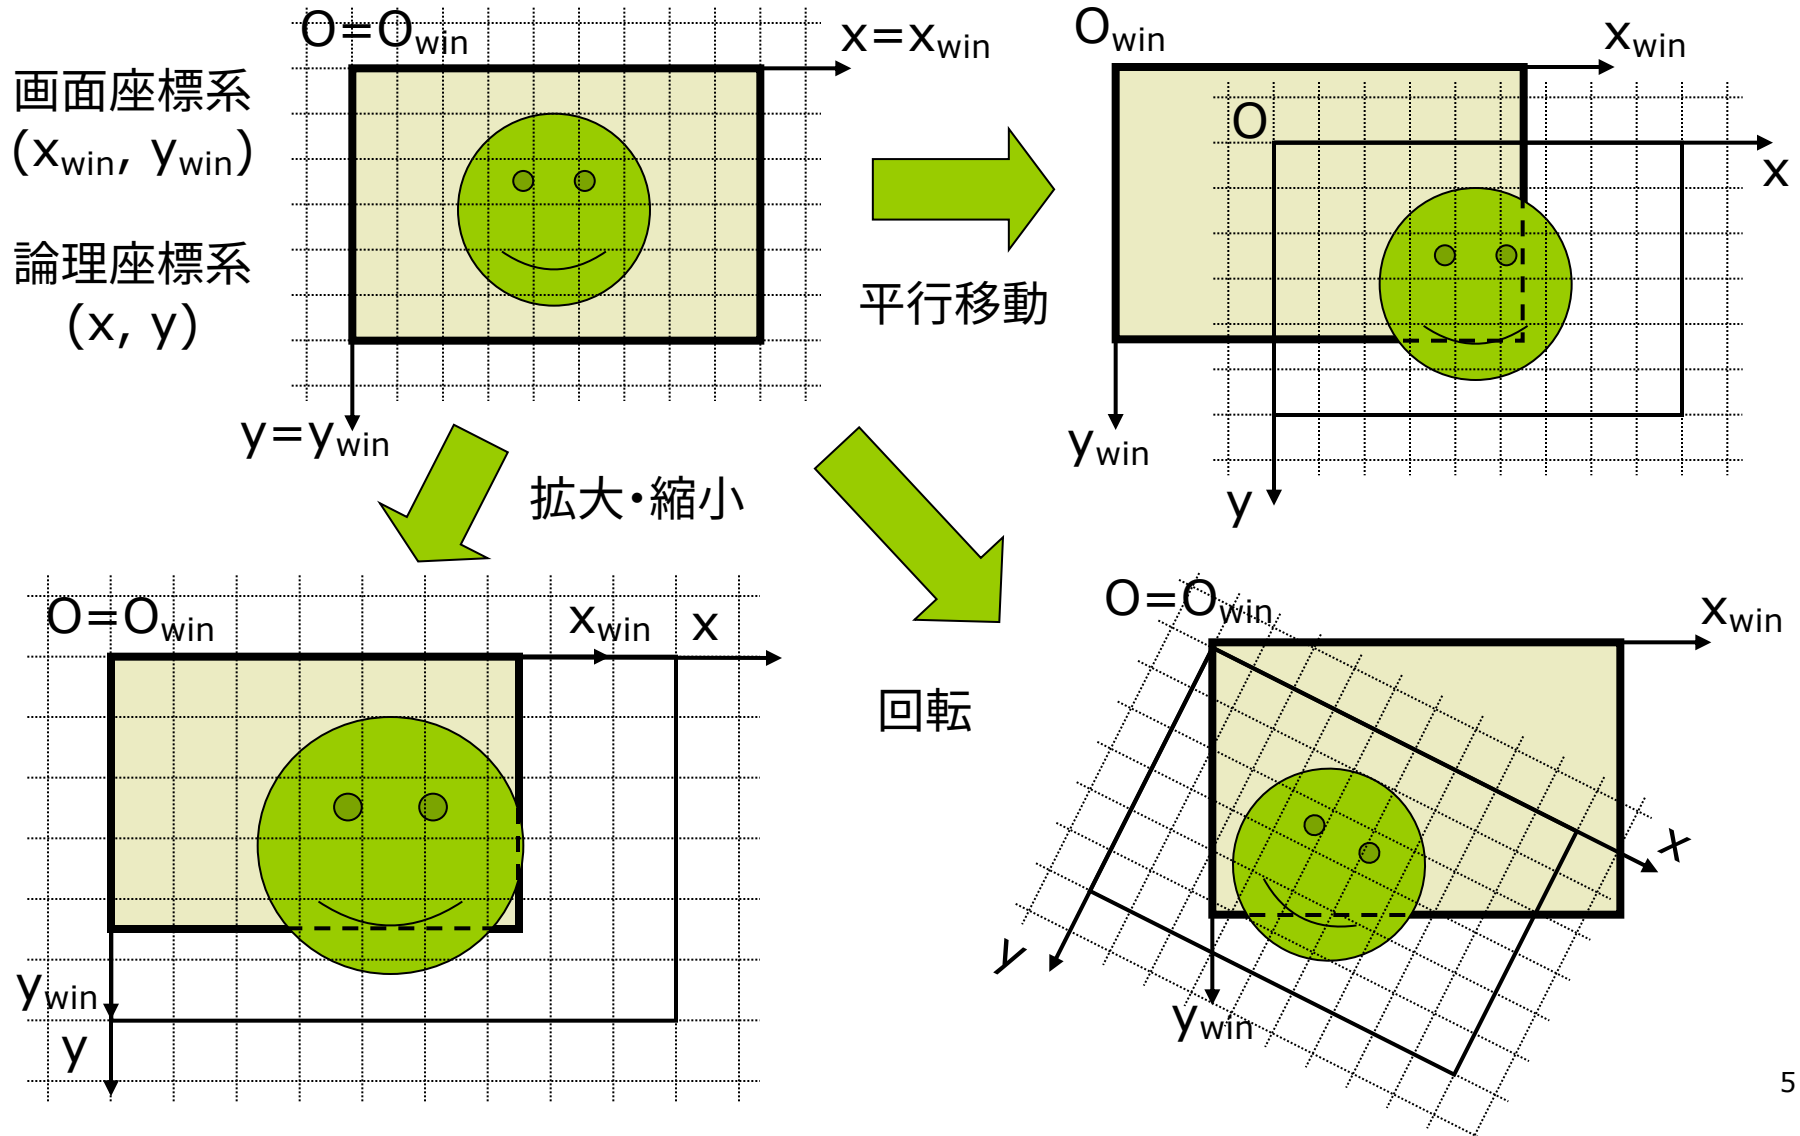 O=Owin
x=xwin
画面座標系
(xwin, ywin)
論理座標系
(x, y)
y=ywin
平行移動
Owin
xwin
O
x
ywin
y
拡大・縮小
O=Owin
xwin
x
ywin
y
回転
O=Owin
xwin
x
y
ywin
5